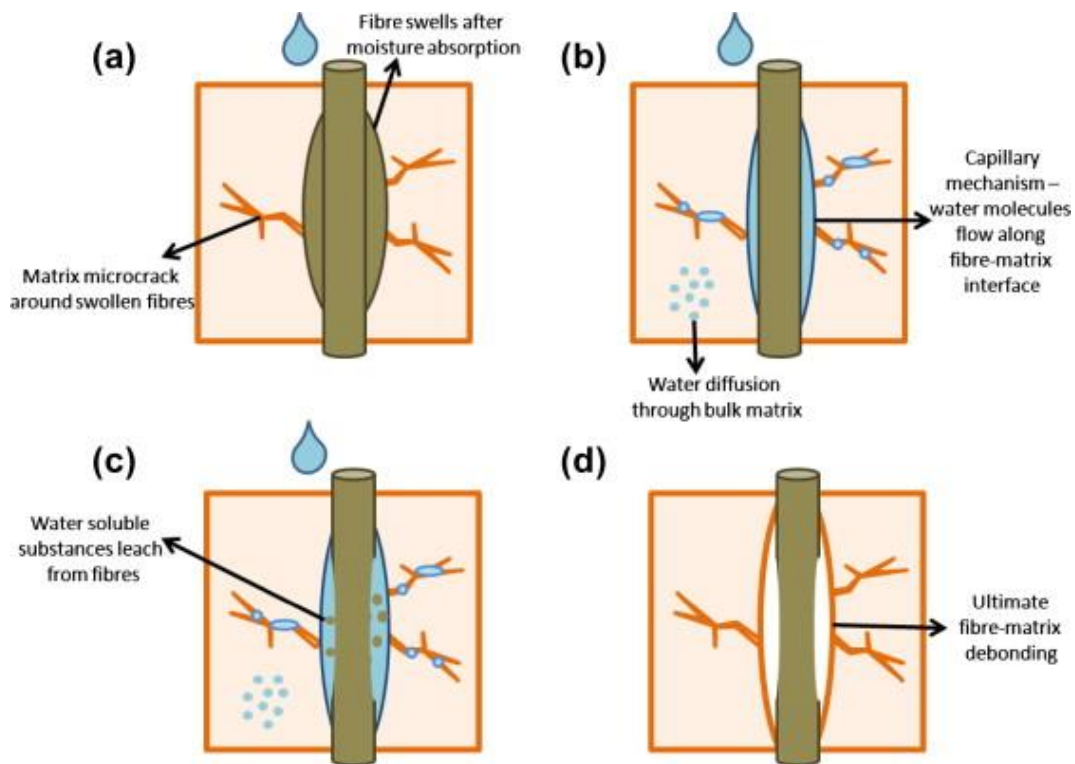 (a)
Fibre swells after
moisture absorption
Matrix microcrack
around swollen fibres
(b)
Capillary
mechanism –
water molecules
flow along
fibre-matrix
interface
Water diffusion
through bulk matrix
(c)
Water soluble
substances leach
from fibres
(d)
Ultimate
fibre-matrix
debonding